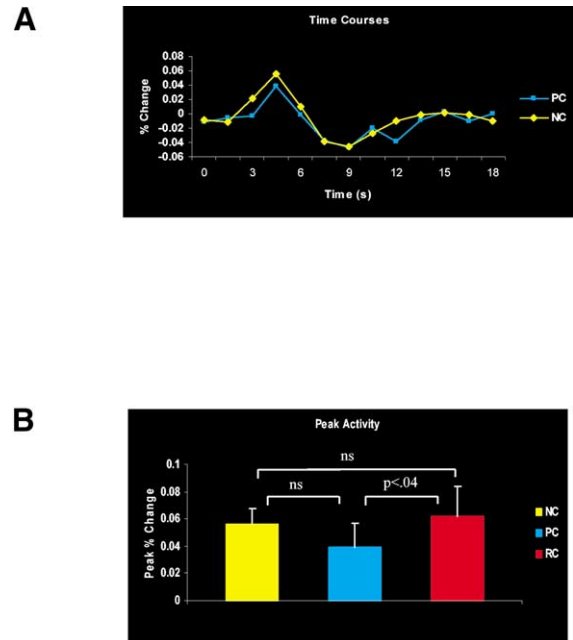 A
Time Courses
0.08
0.06
0.04
0.02
0
-0.02
-0.04
-0.06
% Change
0 3 6 9 12 15 18
Time (s)
PC
NC
B
Peak Activity
0.1
0.08
0.06
0.04
0.02
0
Peak % Change
ns
ns
p<.04
NC
PC
RC